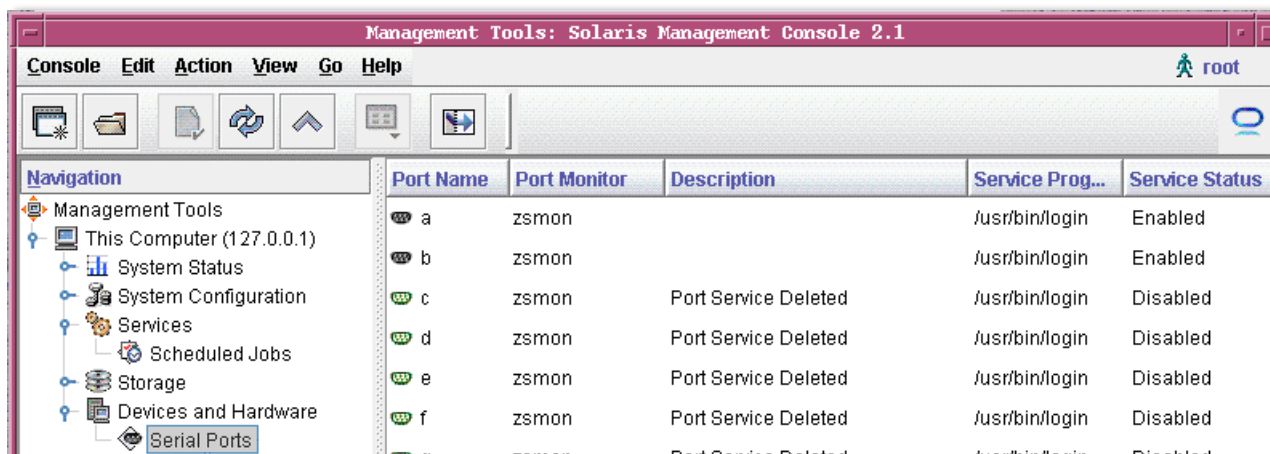 Management Tools: Solaris Management Console 2.1
Console Edit Action View Go Help root
Navigation
Management Tools
This Computer (127.0.0.1)
System Status
System Configuration
Services
Scheduled Jobs
Storage
Devices and Hardware
Serial Ports
Port Name Port Monitor Description Service Prog... Service Status
a zsmon /usr/bin/login Enabled
b zsmon /usr/bin/login Enabled
c zsmon Port Service Deleted /usr/bin/login Disabled
d zsmon Port Service Deleted /usr/bin/login Disabled
e zsmon Port Service Deleted /usr/bin/login Disabled
f zsmon Port Service Deleted /usr/bin/login Disabled